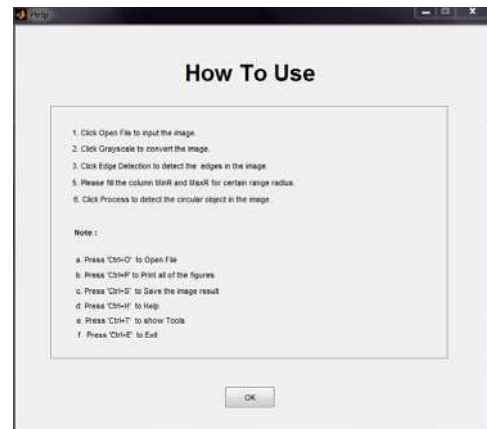 Help
How To Use
1. Click Open File to input the image.
2. Click Grayscale to convert the image.
3. Click Edge Detection to detect the edges in the image.
5. Please fill the column MinR and MaxR for certain range radius.
6. Click Process to detect the circular object in the image.
Note :
a. Press 'Ctrl+O' to Open File
b. Press 'Ctrl+P' to Print all of the figures
c. Press 'Ctrl+S' to Save the image result
d. Press 'Ctrl+H' to Help
e. Press 'Ctrl+T' to show Tools
f. Press 'Ctrl+E' to Exit
OK